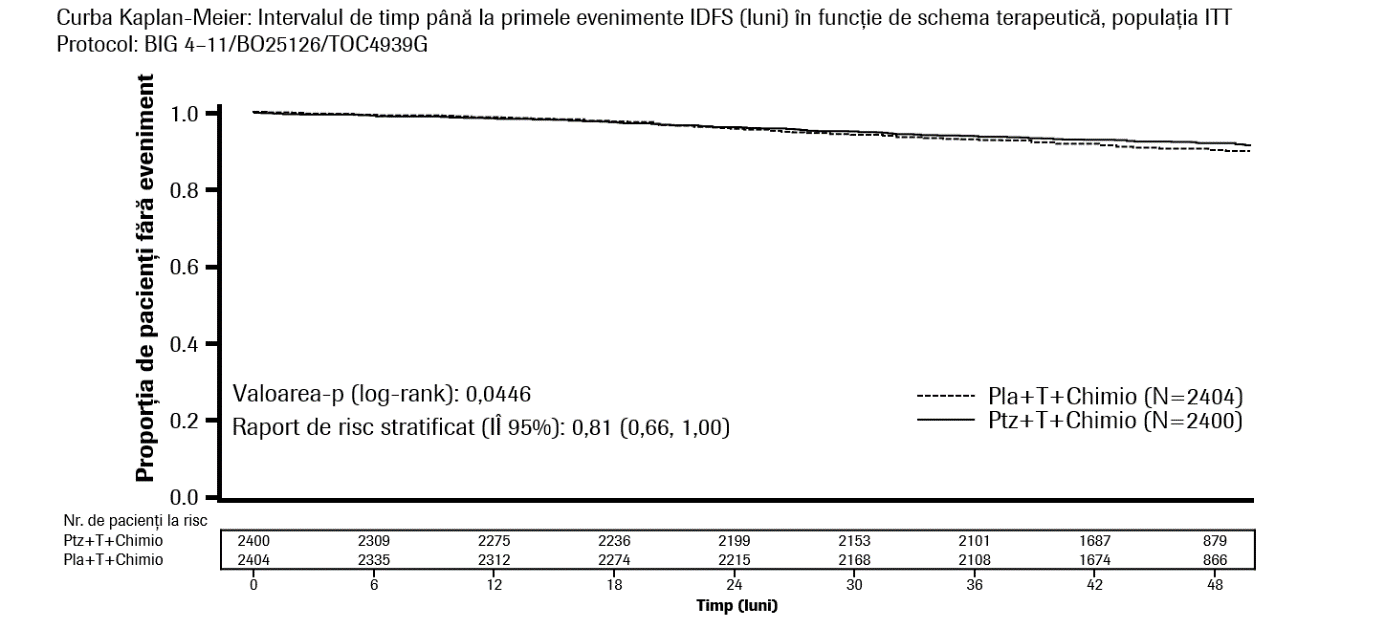 Curba Kaplan-Meier: Intervalul de timp până la primele evenimente IDFS (luni) în funcție de schema terapeutică, populația ITT
Protocol: BIG 4–11/BO25126/TOC4939G
Proporția de pacienți fără eveniment
1.0
0.8
0.6
0.4
0.2
0.0
Valoarea-p (log-rank): 0,0446
Raport de risc stratificat (IÎ 95%): 0,81 (0,66, 1,00)
Pla+T+Chimio (N=2404)
Ptz+T+Chimio (N=2400)
Nr. de pacienți la risc
Ptz+T+Chimio 2400 2309 2275 2236 2199 2153 2101 1687 879
Pla+T+Chimio 2404 2335 2312 2274 2215 2168 2108 1674 866
0 6 12 18 24 30 36 42 48
Timp (luni)